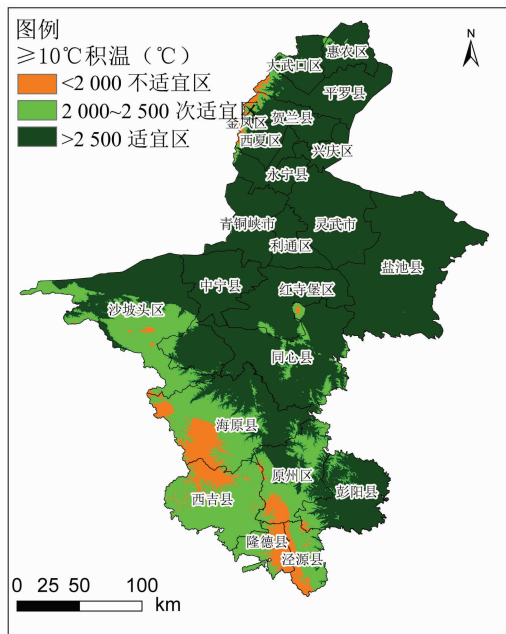 图例
≥10℃积温（℃）
<2 000 不适宜区
2 000~2 500 次适宜区
>2 500 适宜区
N
惠农区
大武口区
平罗县
贺兰县
金凤区
西夏区
兴庆区
永宁县
青铜峡市
灵武市
利通区
盐池县
中宁县
红寺堡区
沙坡头区
同心县
海原县
原州区
西吉县
彭阳县
隆德县
泾源县
0 25 50 100
km